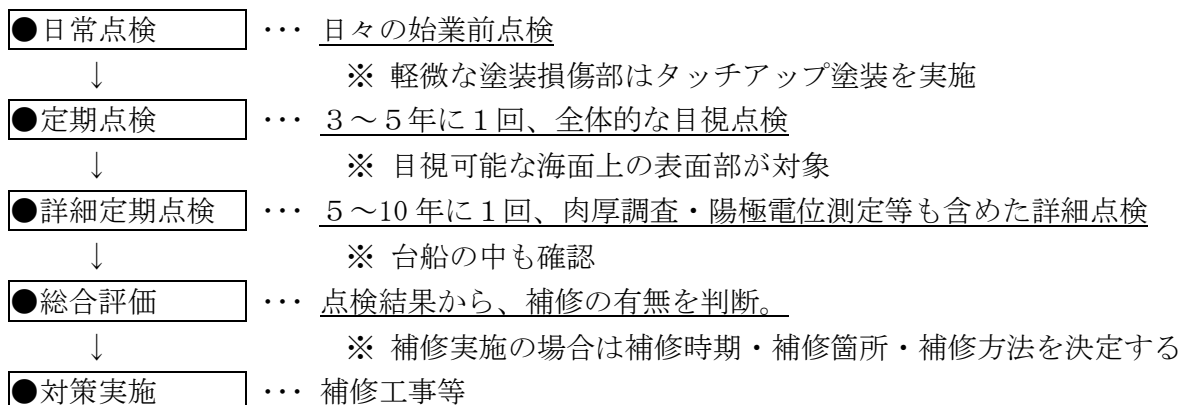 ●日常点検 ・・・ 日々の始業前点検
↓ ※ 軽微な塗装損傷部はタッチアップ塗装を実施
●定期点検 ・・・ 3～5年に1回、全体的な目視点検
↓ ※ 目視可能な海面上の表面部が対象
●詳細定期点検 ・・・ 5～10年に1回、肉厚調査・陽極電位測定等も含めた詳細点検
↓ ※ 台船の中も確認
●総合評価 ・・・ 点検結果から、補修の有無を判断。
↓ ※ 補修実施の場合は補修時期・補修箇所・補修方法を決定する
●対策実施 ・・・ 補修工事等